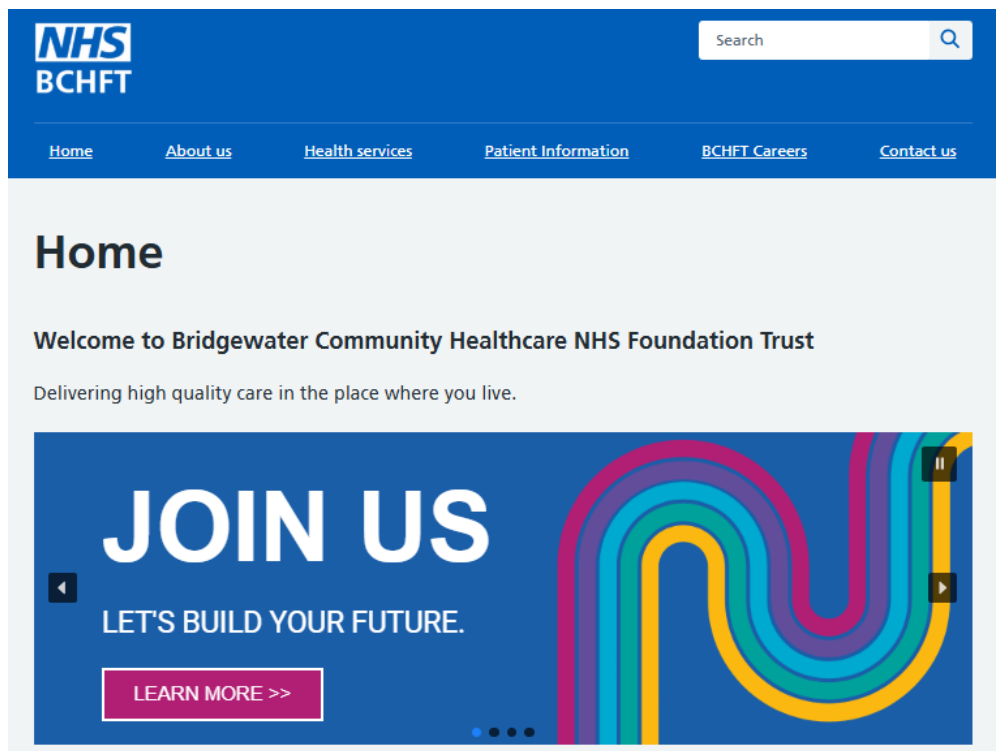 NHS
BCHFT
Search
Home About us Health services Patient Information BCHFT Careers Contact us
Home
Welcome to Bridgewater Community Healthcare NHS Foundation Trust
Delivering high quality care in the place where you live.
JOIN US
LET'S BUILD YOUR FUTURE.
LEARN MORE >>